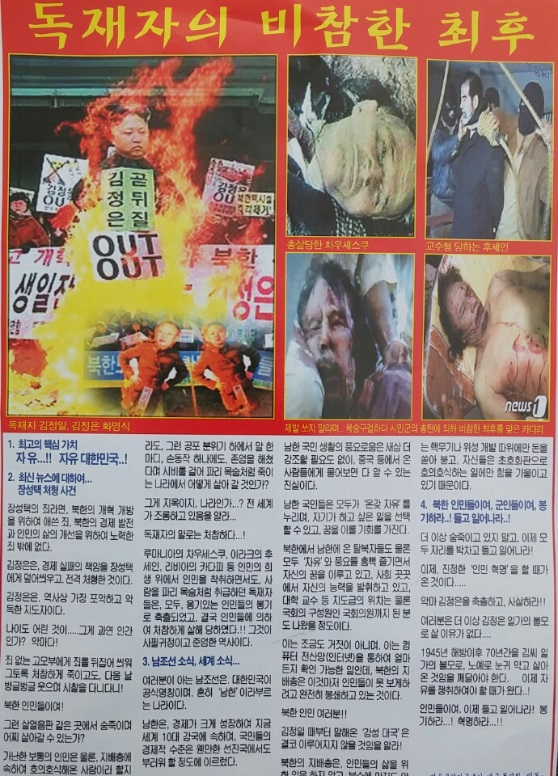 독재자의 비참한 최후
김정은
곧뒈질
OUT
OUT
OUT
생일
북한
독재자 김정일, 김정은 화형식
총살당한 차우세스쿠
교수형 당하는 후세인
news1
제발 쏘지 말라며... 목숨구걸하다 시민군의 총탄에 의해 비참한 최후를 맞은 카다피
1. 최고의 핵심 가치
자 유...!! 자유 대한민국..!
2. 최신 뉴스에 대하여...
장성택 처형 사건
장성택의 죄라면, 북한의 개혁 개방
을 위하여 애쓴 죄, 북한의 경제 발전
과 인민의 삶의 개선을 위하여 노력한
죄 밖에 없다.
김정은은, 경제 실패의 책임을 장성택
에게 덮어씌우고, 전격 처형한 것이다.
김정은은, 역사상 가장 포악하고 악
독한 지도자이다.
나이도 어린 것이....그게 과연 인간
인가? 악마다!
죄 없는 고모부에게 죄를 뒤집어 씌워
그토록 처참하게 죽이고도, 다음 날
벙글벙글 웃으며 시찰을 다니다니!
북한 인민들이여!
그런 살얼음판 같은 곳에서 숨죽이며
어찌 살아갈 수 있는가?
가난한 보통의 인민은 물론, 지배층에
속하여 호의호식해온 사람이라 할지
라도, 그런 공포 분위기 하에서 말 한
마디, 손동작 하나에도, 존엄을 해쳤
다며 시비를 걸어 파리 목숨처럼 죽이
는 나라에서 어떻게 살아 갈 것인가?
그게 지옥이지, 나라인가...? 전 세계
가 조롱하고 있음을 알라.
독재자의 말로는 처참하다...!
루마니아의 차우세스쿠, 이라크의 후
세인, 리비아의 카다피 등 인민의 희
생 위에서 인민을 착취하면서도, 사
람을 파리 목숨처럼 취급하던 독재자
들은, 모두, 용기있는 인민들의 봉기
로 축출되었고, 결국 인민들에 의하
여 처참하게 살해 당하였다.!! 그것이
사필귀정이고 준엄한 역사이다.
3. 남조선 소식, 세계 소식...
여러분이 아는 남조선은, 대한민국이
공식명칭이며, 흔히 '남한'이라부르
는 나라이다.
남한은, 경제가 크게 성장하여 지금
세계 10대 강국에 속하며, 국민들의
경제적 수준은 웬만한 선진국에서도
부러워 할 정도에 이르렀다.
남한 국민 생활의 풍요로움은 새삼 더
강조할 필요도 없이, 중국 등에서 온
사람들에게 물어보면 다 알 수 있는
진실이다.
남한 국민들은 모두가 '온갖 자유'를
누리며, 자기가 하고 싶은 일을 선택
할 수 있고, 꿈을 이룰 기회를 가진다.
북한에서 남한에 온 탈북자들도 물론
모두 '자유'와 풍요를 흠뻑 즐기면서
자신의 꿈을 이루고 있고, 사회 곳곳
에서 자신의 능력을 발휘하고 있고,
대학 교수 등 지도급의 위치는 물론
국회의 구성원인 국회의원까지 된 분
도 나왔을 정도이다.
이는 조금도 거짓이 아니며, 이는 컴
퓨터 전산망(인터넷)을 통하여 얼마
든지 확인 가능한 일인데, 북한의 지
배층은 이것마저 인민들이 못 보게하
려고 완전히 봉쇄하고 있는 것이다.
북한 인민 여러분!!
김정일 때부터 말해온 '강성 대국'은
결코 이루어지지 않을 것임을 알라!
북한의 지배층은, 인민들의 삶을 위
는 핵무기나 위성 개발 따위에만 돈을
쏟아 붓고, 자신들은 초호화판으로
호의호식하는 일에만 힘을 기울이고
있기 때문이다.
4. 북한 인민들이여, 군인들이여, 봉
기하라..! 들고 일어나라..!
더 이상 숨죽이고 있지 말고, 이제 모
두 자리를 박차고 들고 일어나라!
이제, 진정한 '인민 혁명'을 할 때가
온 것이다.....
악마 김정은을 축출하고, 사살하라!!
여러분은 더 이상 김정은 일가의 볼모
로 살 이유가 없다....
1945년 해방이후 70년간을 김씨 일
가의 볼모로, 노예로 누귀 막고 살아
온 것임을 깨달아야 한다. 이제 자
유를 쟁취하여야 할 때가 왔다..!
인민들이여, 이제 들고 일어나라! 봉
기하라...! 혁명하라...!!